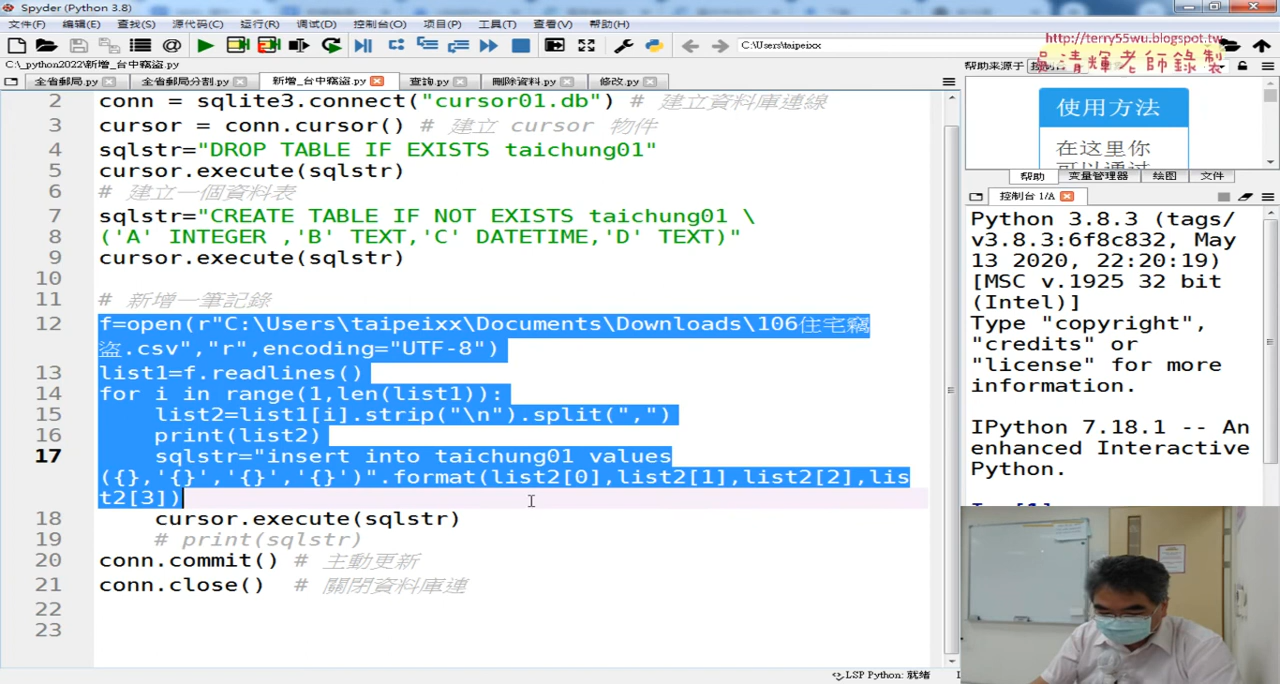 Spyder (Python 3.8)
文件(F) 编辑(E) 查找(S) 源代码(C) 运行(R) 调试(D) 控制台(O) 项目(P) 工具(T) 查看(V) 帮助(H)
C:\Users\taipeixx
http://terry55wu.blogspot.tw
吳清輝老師錄製
C:\_python2022\新增_台中竊盜.py
帮助来源于 控制台
全省郵局.py 全省郵局分割.py 新增_台中竊盜.py 查詢.py 刪除資料.py 修改.py
2 conn = sqlite3.connect("cursor01.db") # 建立資料庫連線
3 cursor = conn.cursor() # 建立 cursor 物件
4 sqlstr="DROP TABLE IF EXISTS taichung01"
5 cursor.execute(sqlstr)
6 # 建立一個資料表
7 sqlstr="CREATE TABLE IF NOT EXISTS taichung01 \
8 ('A' INTEGER ,'B' TEXT,'C' DATETIME,'D' TEXT)"
9 cursor.execute(sqlstr)
10
11 # 新增一筆記錄
12 f=open(r"C:\Users\taipeixx\Documents\Downloads\106住宅竊
盜.csv","r",encoding="UTF-8")
13 list1=f.readlines()
14 for i in range(1,len(list1)):
15 list2=list1[i].strip("\n").split(",")
16 print(list2)
17 sqlstr="insert into taichung01 values
({},'{}','{}','{}')".format(list2[0],list2[1],list2[2],lis
t2[3])
18 cursor.execute(sqlstr)
19 # print(sqlstr)
20 conn.commit() # 主動更新
21 conn.close() # 關閉資料庫連
22
23
使用方法
在这里你
可以通过
帮助 变量管理器 绘图 文件
控制台 1/A
Python 3.8.3 (tags/
v3.8.3:6f8c832, May
13 2020, 22:20:19)
[MSC v.1925 32 bit
(Intel)]
Type "copyright",
"credits" or
"license" for more
information.
IPython 7.18.1 -- An
enhanced Interactive
Python.
LSP Python: 就绪